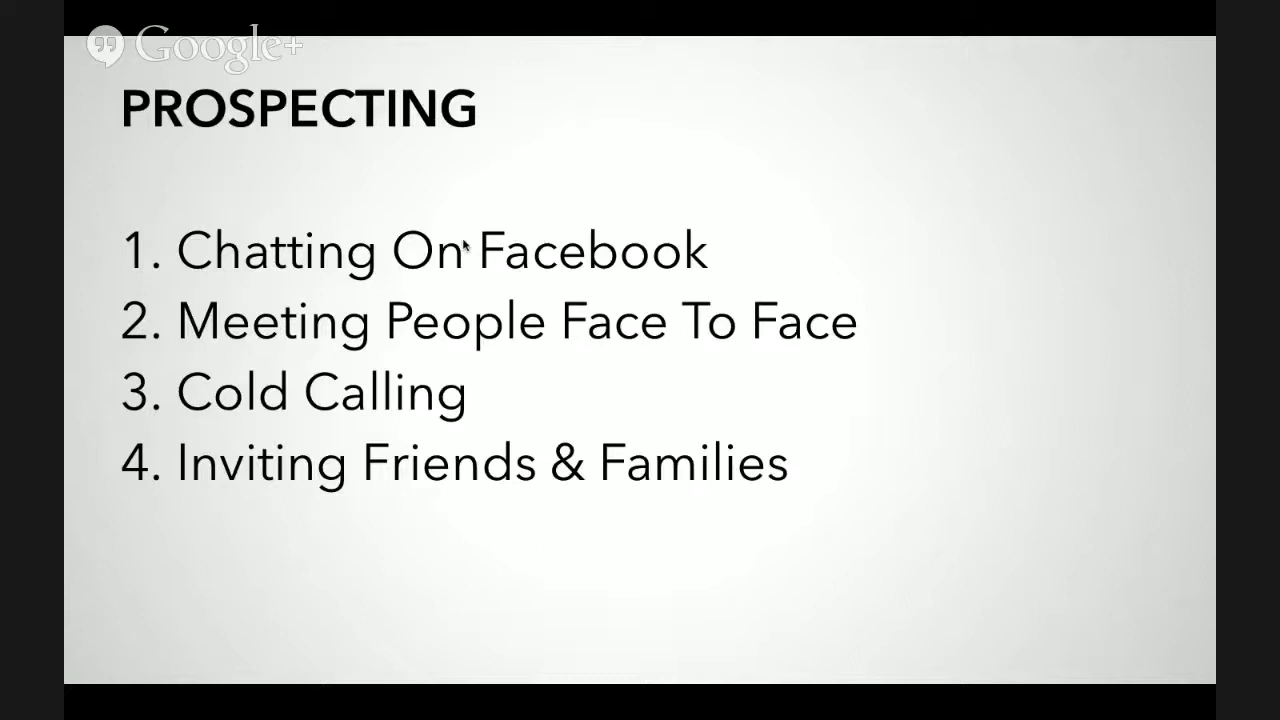 Google+
PROSPECTING
1. Chatting On Facebook
2. Meeting People Face To Face
3. Cold Calling
4. Inviting Friends & Families